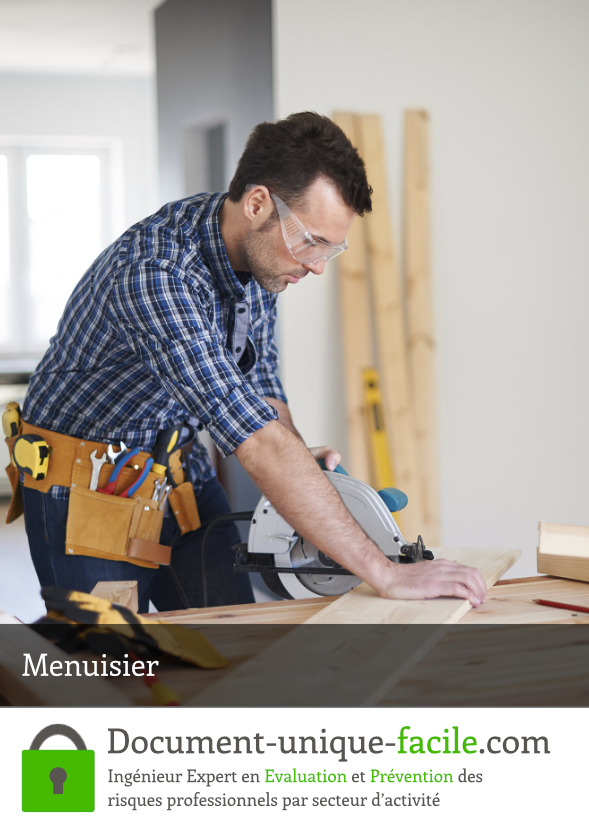 Menuisier
Document-unique-facile.com
Ingénieur Expert en Evaluation et Prévention des
risques professionnels par secteur d'activité